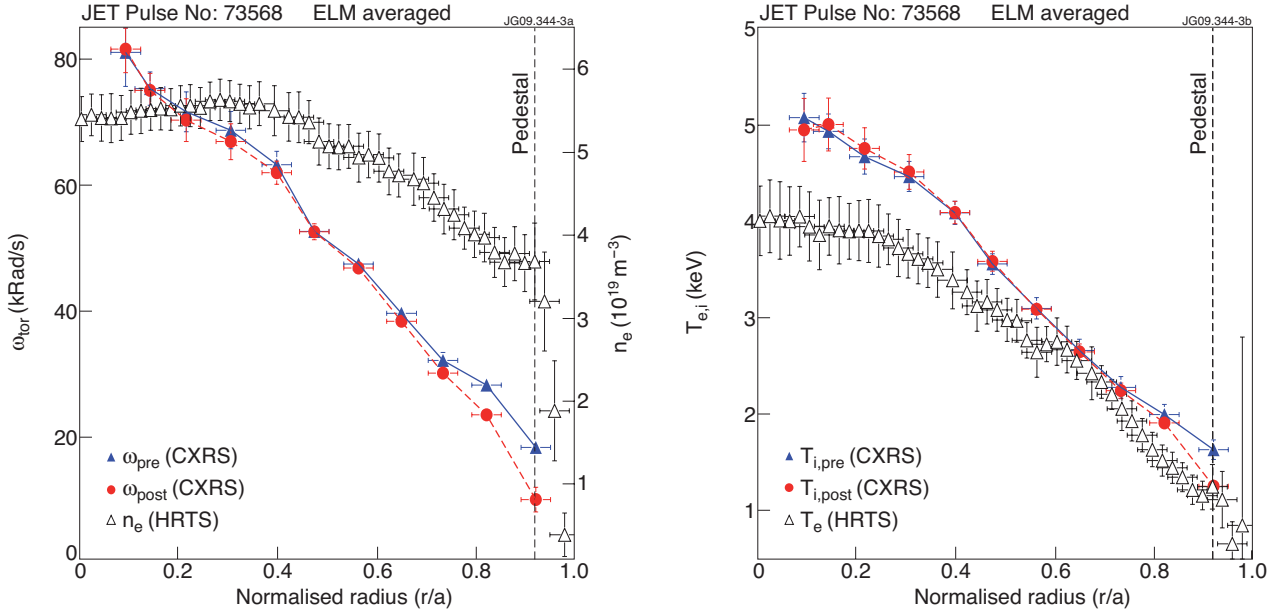 JET Pulse No: 73568 ELM averaged
JG09.344-3a
80
60
40
20
0
ω_tor (kRad/s)
6
5
4
3
2
1
n_e (10^19 m^−3)
Pedestal
ω_pre (CXRS)
ω_post (CXRS)
n_e (HRTS)
0 0.2 0.4 0.6 0.8 1.0
Normalised radius (r/a)
JET Pulse No: 73568 ELM averaged
JG09.344-3b
5
5
4
3
2
1
T_e,i (keV)
Pedestal
T_i,pre (CXRS)
T_i,post (CXRS)
T_e (HRTS)
0 0.2 0.4 0.6 0.8 1.0
Normalised radius (r/a)